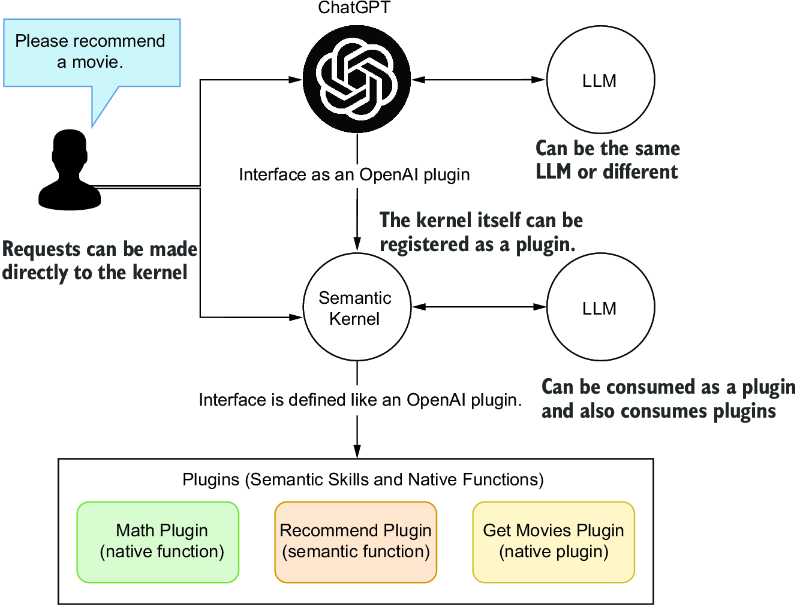 ChatGPT
Please recommend
a movie.
LLM
Can be the same
LLM or different
Interface as an OpenAI plugin
The kernel itself can be
registered as a plugin.
Requests can be made
directly to the kernel
Semantic
Kernel
LLM
Can be consumed as a plugin
and also consumes plugins
Interface is defined like an OpenAI plugin.
Plugins (Semantic Skills and Native Functions)
Math Plugin
(native function)
Recommend Plugin
(semantic function)
Get Movies Plugin
(native plugin)